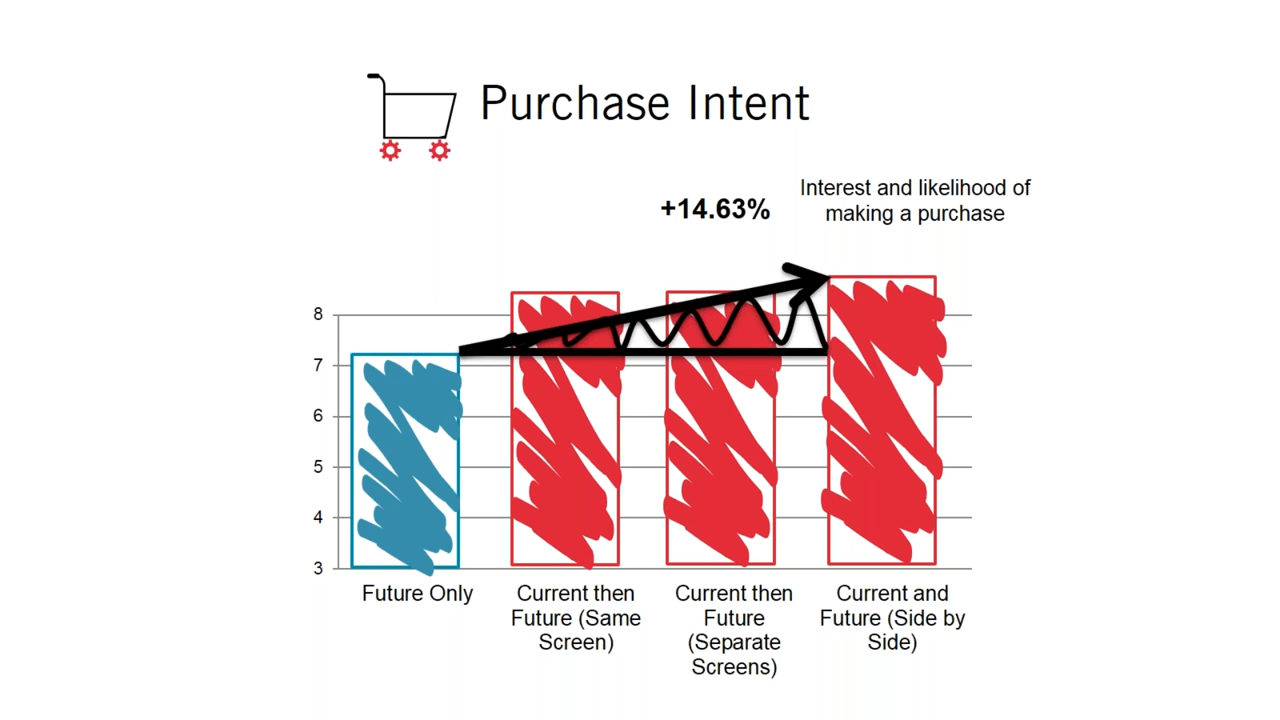 Purchase Intent
Interest and likelihood of
making a purchase
+14.63%
8
7
6
5
4
3
Future Only
Current then
Future (Same
Screen)
Current then
Future
(Separate
Screens)
Current and
Future (Side by
Side)